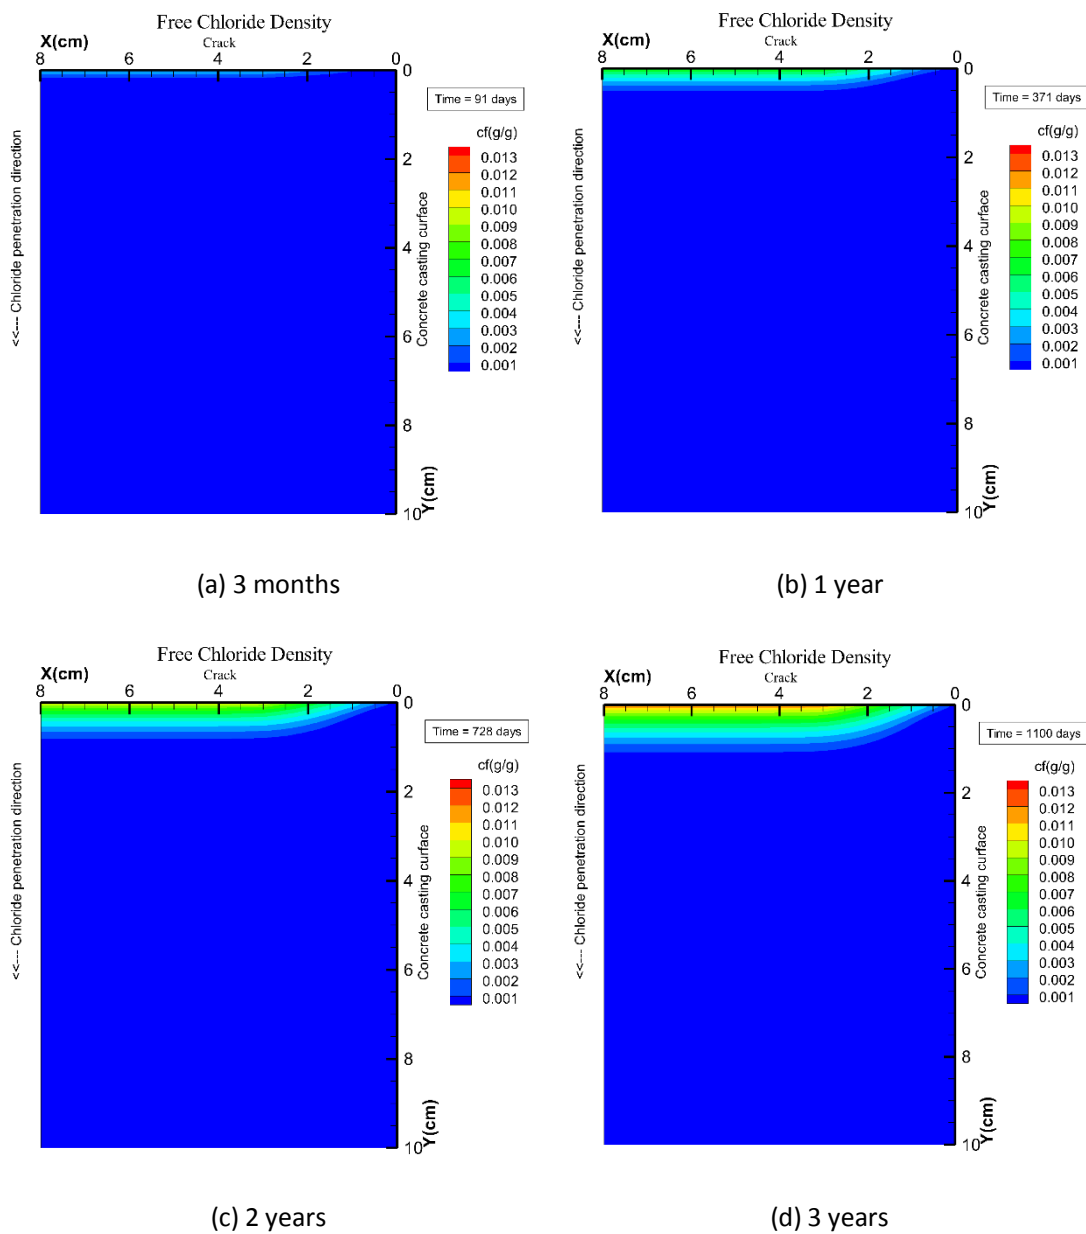 Free Chloride Density
X(cm)
Crack
8 6 4 2 0
Time = 91 days
cf(g/g)
0.013
0.012
0.011
0.010
0.009
0.008
0.007
0.006
0.005
0.004
0.003
0.002
0.001
<<---- Chloride penetration direction
Concrete casting surface
0
2
4
6
8
10
Y(cm)
(a) 3 months
Free Chloride Density
X(cm)
Crack
8 6 4 2 0
Time = 371 days
cf(g/g)
0.013
0.012
0.011
0.010
0.009
0.008
0.007
0.006
0.005
0.004
0.003
0.002
0.001
<<---- Chloride penetration direction
Concrete casting surface
0
2
4
6
8
10
Y(cm)
(b) 1 year
Free Chloride Density
X(cm)
Crack
8 6 4 2 0
Time = 728 days
cf(g/g)
0.013
0.012
0.011
0.010
0.009
0.008
0.007
0.006
0.005
0.004
0.003
0.002
0.001
<<---- Chloride penetration direction
Concrete casting surface
0
2
4
6
8
10
Y(cm)
(c) 2 years
Free Chloride Density
X(cm)
Crack
8 6 4 2 0
Time = 1100 days
cf(g/g)
0.013
0.012
0.011
0.010
0.009
0.008
0.007
0.006
0.005
0.004
0.003
0.002
0.001
<<---- Chloride penetration direction
Concrete casting surface
0
2
4
6
8
10
Y(cm)
(d) 3 years